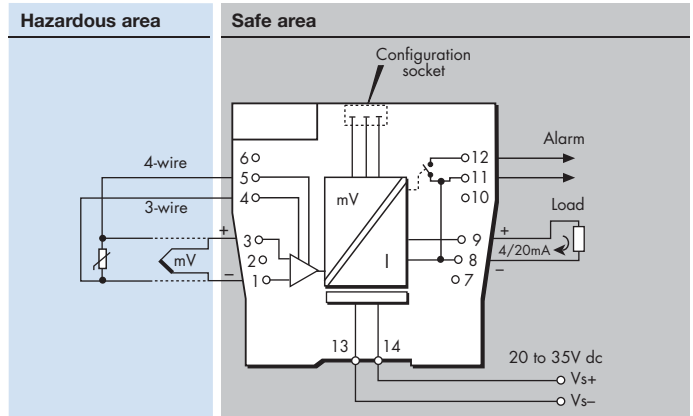 Hazardous area
Safe area
Configuration
socket
4-wire
3-wire
6
5
4
3
2
1
+
mV
–
mV
I
12
11
10
9
8
7
Alarm
Load
+
4/20mA
–
13 14
20 to 35V dc
Vs+
Vs–